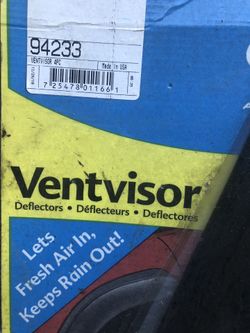 94233
VENTVISOR 4PC
Made in USA
7 25478 01166 1
Ventvisor
Deflectors • Déflecteurs • Deflectores
Lets
Fresh Air In,
Keeps Rain Out!